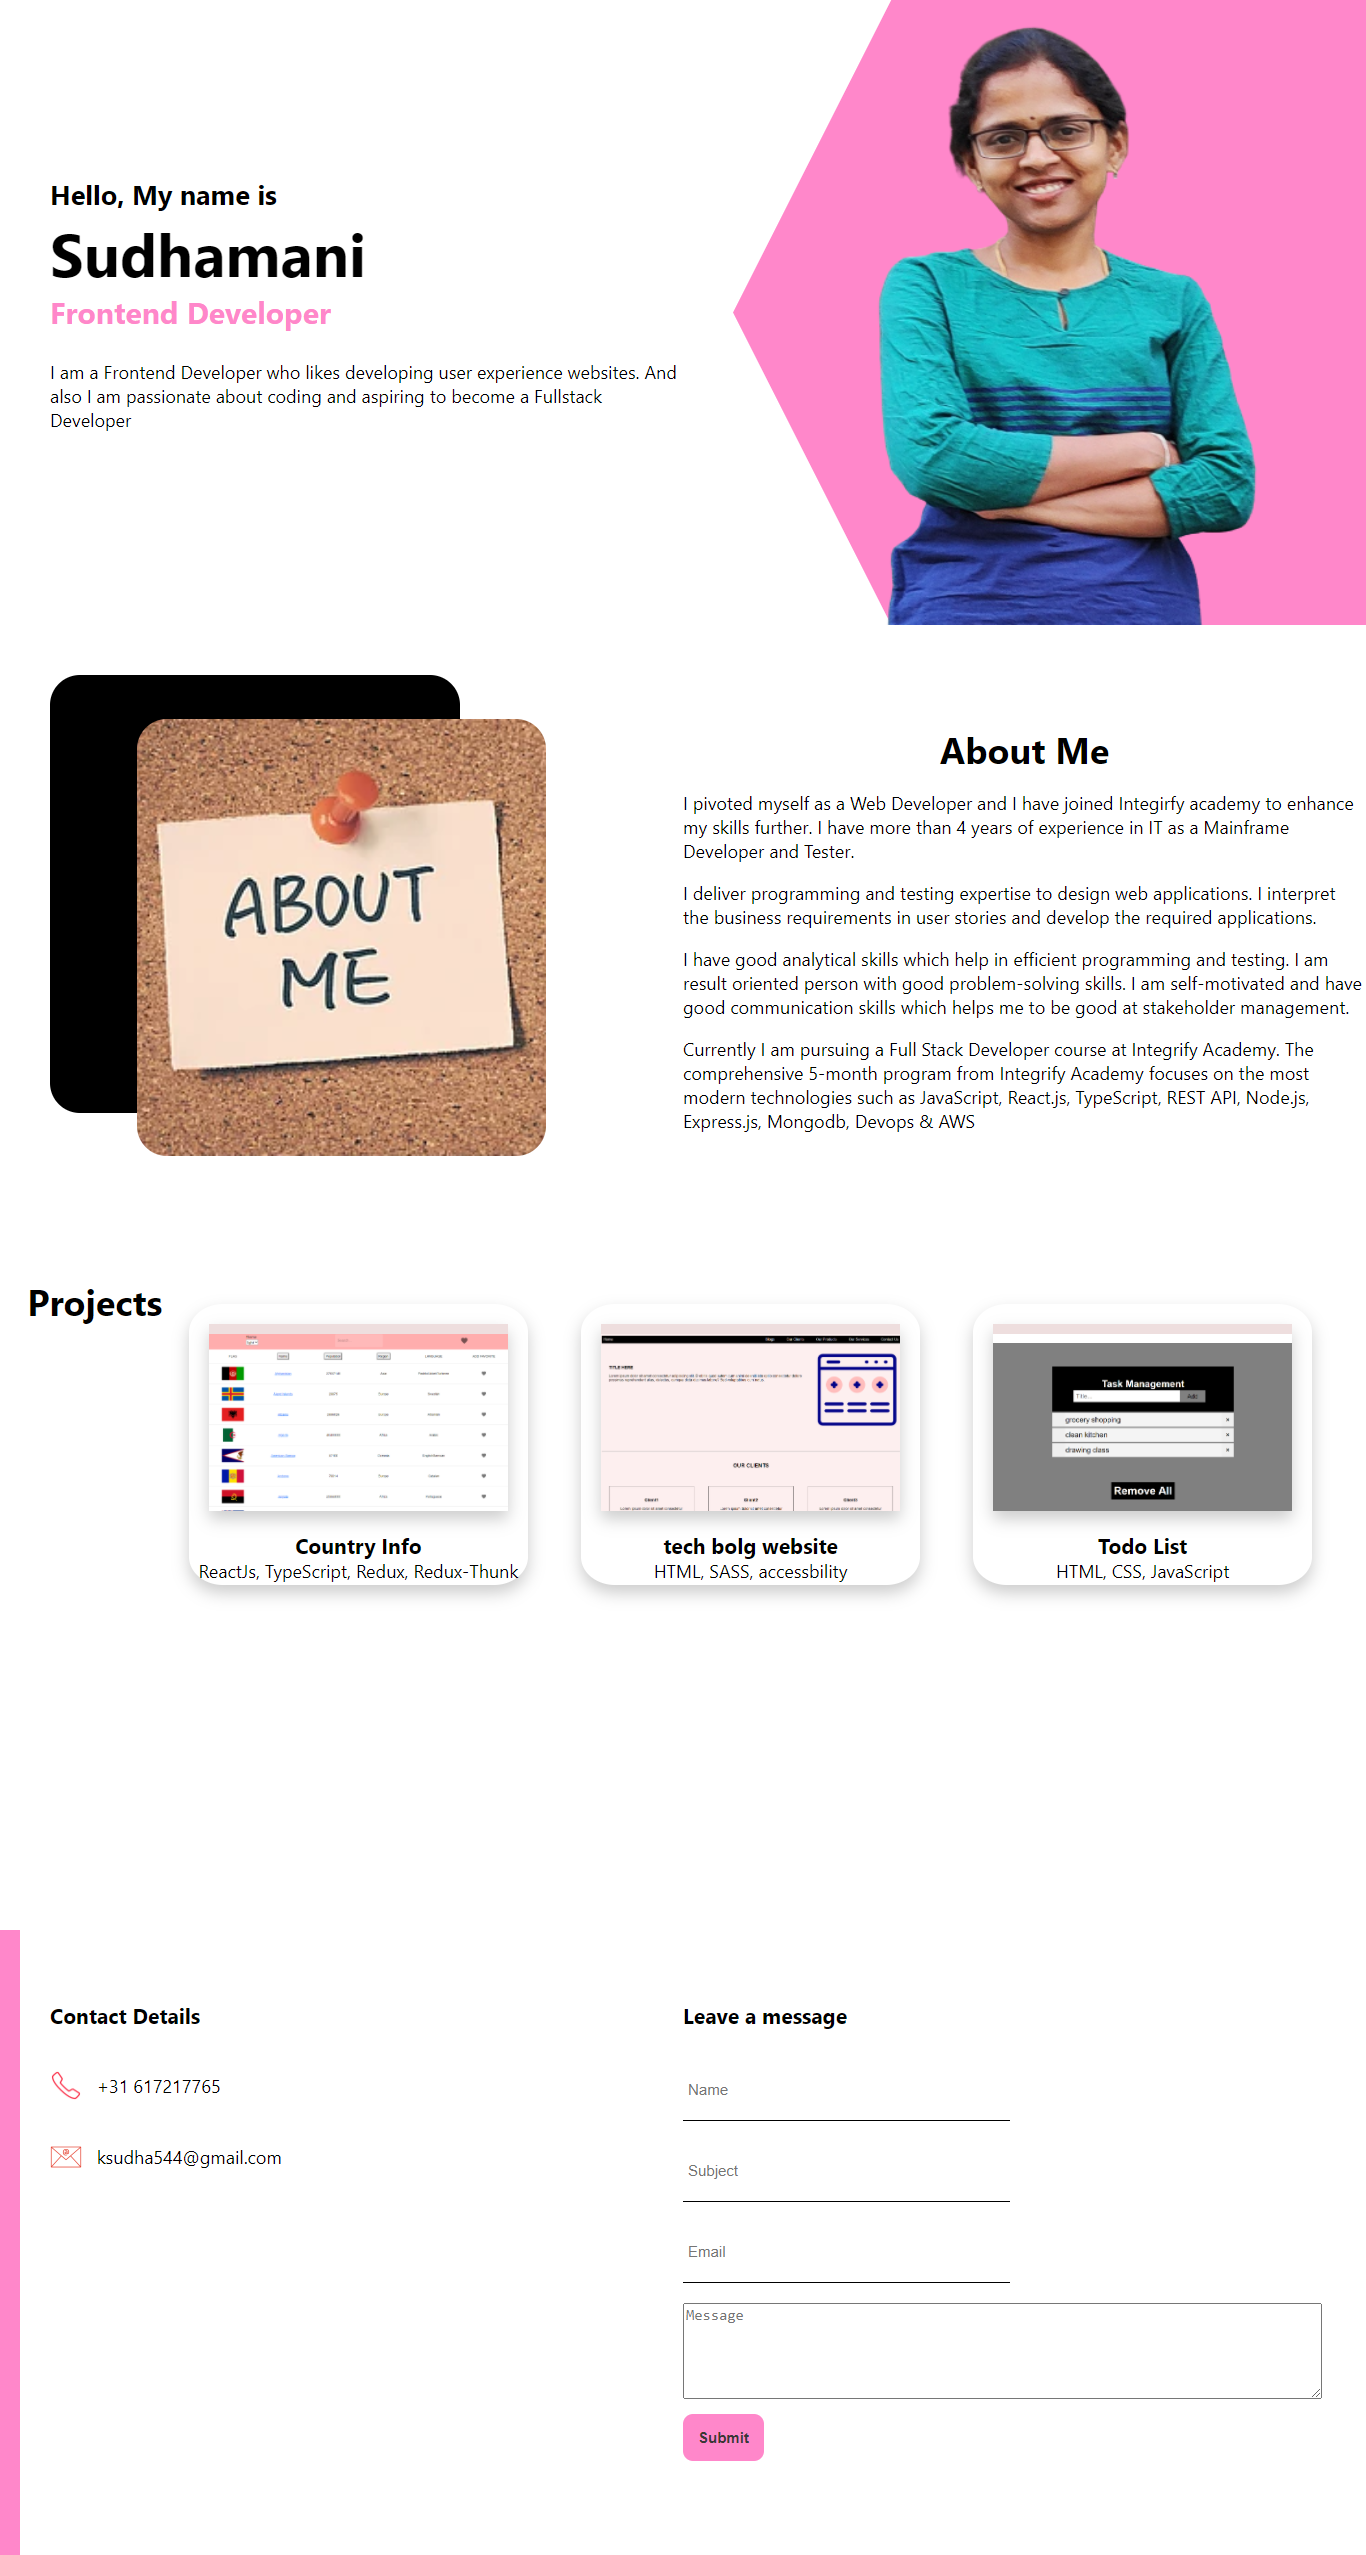 Hello, My name is
Sudhamani
Frontend Developer
I am a Frontend Developer who likes developing user experience websites. And
also I am passionate about coding and aspiring to become a Fullstack
Developer
ABOUT
ME
About Me
I pivoted myself as a Web Developer and I have joined Integirfy academy to enhance
my skills further. I have more than 4 years of experience in IT as a Mainframe
Developer and Tester.
I deliver programming and testing expertise to design web applications. I interpret
the business requirements in user stories and develop the required applications.
I have good analytical skills which help in efficient programming and testing. I am
result oriented person with good problem-solving skills. I am self-motivated and have
good communication skills which helps me to be good at stakeholder management.
Currently I am pursuing a Full Stack Developer course at Integrify Academy. The
comprehensive 5-month program from Integrify Academy focuses on the most
modern technologies such as JavaScript, React.js, TypeScript, REST API, Node.js,
Express.js, Mongodb, Devops & AWS
Projects
Country Info
ReactJs, TypeScript, Redux, Redux-Thunk
TITLE HERE
OUR CLIENTS
tech bolg website
HTML, SASS, accessbility
Task Management
Title...
Add
grocery shopping
clean kitchen
drawing class
Remove All
Todo List
HTML, CSS, JavaScript
Contact Details
+31 617217765
ksudha544@gmail.com
Leave a message
Name
Subject
Email
Message
Submit